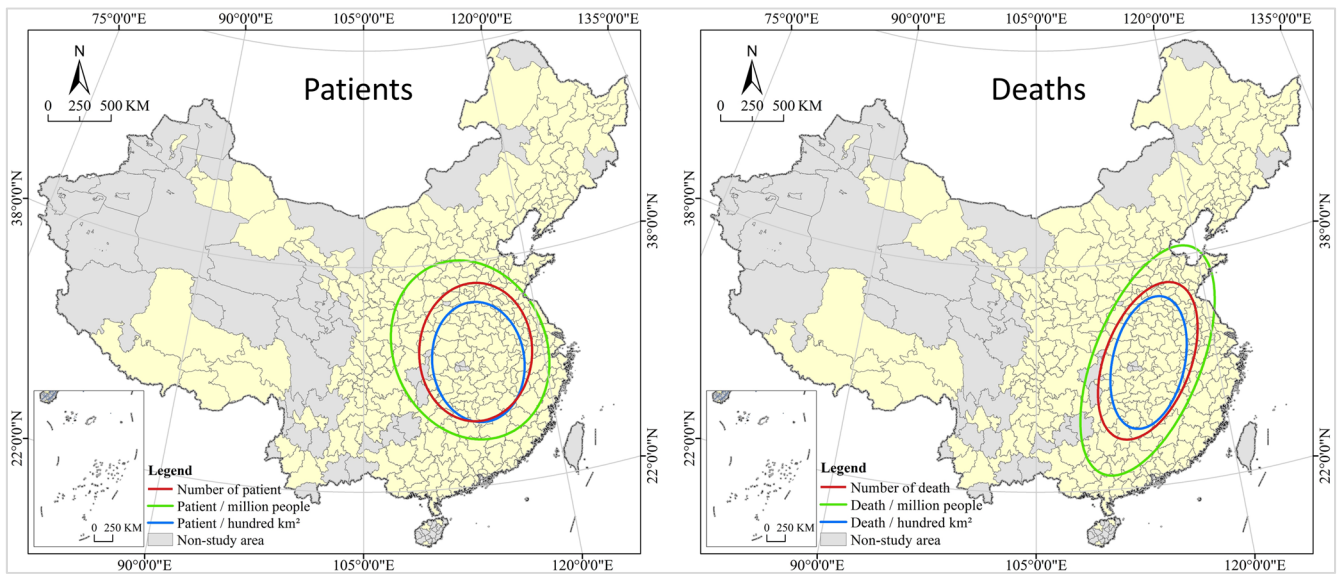 75°0'0"E 90°0'0"E 105°0'0"E 120°0'0"E 135°0'0"E
N
0 250 500 KM
Patients
38°0'0"N
38°0'0"N
22°0'0"N
22°0'0"N
Legend
Number of patient
Patient / million people
Patient / hundred km²
Non-study area
0 250 KM
90°0'0"E 105°0'0"E 120°0'0"E
75°0'0"E 90°0'0"E 105°0'0"E 120°0'0"E 135°0'0"E
N
0 250 500 KM
Deaths
38°0'0"N
38°0'0"N
22°0'0"N
22°0'0"N
Legend
Number of death
Death / million people
Death / hundred km²
Non-study area
0 250 KM
90°0'0"E 105°0'0"E 120°0'0"E